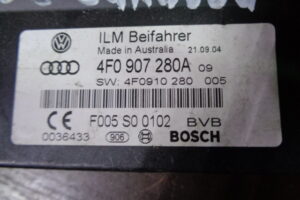 ILM Beifahrer
Made in Australia 21.09.04
4F0 907 280A 09
SW: 4F0910 280 005
F005 S0 0102 BVB
0036433 906 BOSCH